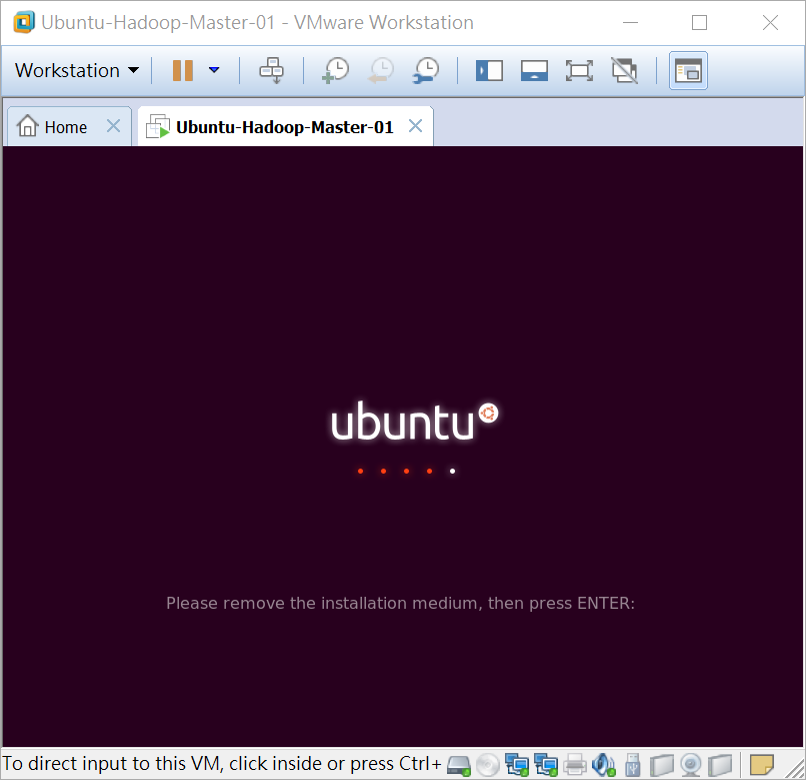 Ubuntu-Hadoop-Master-01 - VMware Workstation
Workstation
Home
Ubuntu-Hadoop-Master-01
ubuntu
Please remove the installation medium, then press ENTER:
To direct input to this VM, click inside or press Ctrl+